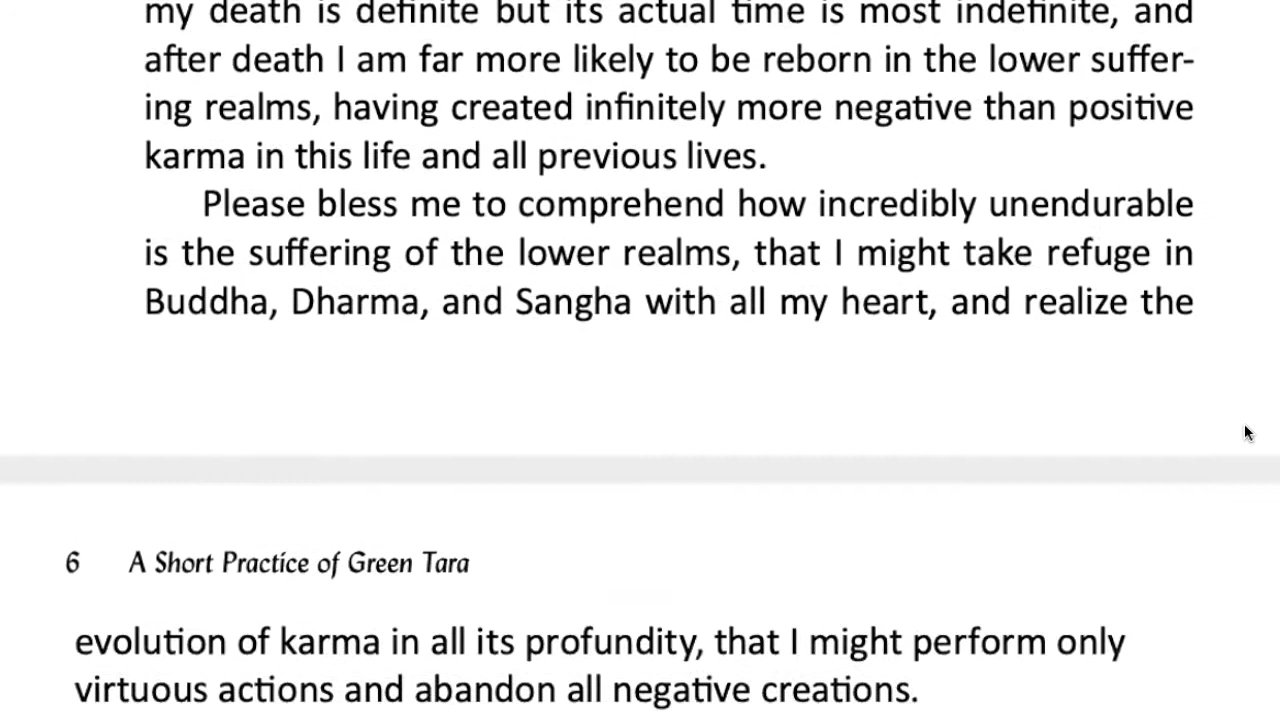 my death is definite but its actual time is most indefinite, and
after death I am far more likely to be reborn in the lower suffer-
ing realms, having created infinitely more negative than positive
karma in this life and all previous lives.
Please bless me to comprehend how incredibly unendurable
is the suffering of the lower realms, that I might take refuge in
Buddha, Dharma, and Sangha with all my heart, and realize the
6 A Short Practice of Green Tara
evolution of karma in all its profundity, that I might perform only
virtuous actions and abandon all negative creations.